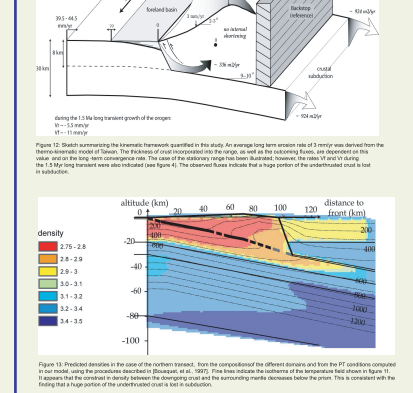 39.5 - 44.5
mm/yr
foreland basin
3 mm/yr
no internal
shortening
Backstop
(reference)
~ 924 m2/yr
8 km
30 km
~ 336 m2/yr
9-10°
crustal
subduction
~ 924 m2/yr
during the 1.5 Ma long transient growth of the orogen:
Vr ~ - 5.5 mm/yr
Vf ~ - 11 mm/yr
Figure 12: Sketch summarizing the kinematic framework quantified in this study. An average long term erosion rate of 3 mm/yr was derived from the
thermo-kinematic model of Taiwan. The thickness of crust incorporated into the range, as well as the outcoming fluxes, are dependent on this
value and on the long-term convergence rate. The case of the stationary range has been illustrated; however, the rates Vf and Vr during
the 1.5 Myr long transient were also indicated (see figure 4). The observed fluxes indicate that a huge portion of the underthrusted crust is lost
in subduction.
altitude (km)
distance to
front (km)
0 20 40 60 80 100 120
density
2.75 - 2.8
2.8 - 2.9
2.9 - 3
3.0 - 3.1
3.1 - 3.2
3.2 - 3.4
3.4 - 3.5
-20
-40
-60
-80
-100
200
400
600
200
400
1000
1200
Figure 13: Predicted densities in the case of the northern transect, from the compositionsof the different domains and from the PT conditions computed
in our model, using the procedures described in [Bousquet, et al., 1997]. Fine lines indicate the isotherms of the temperature field shown in figure 11.
It appears that the constrast in density between the downgoing crust and the surrounding mantle decreases below the prism. This is consistent with the
finding that a huge portion of the underthrusted crust is lost in subduction.